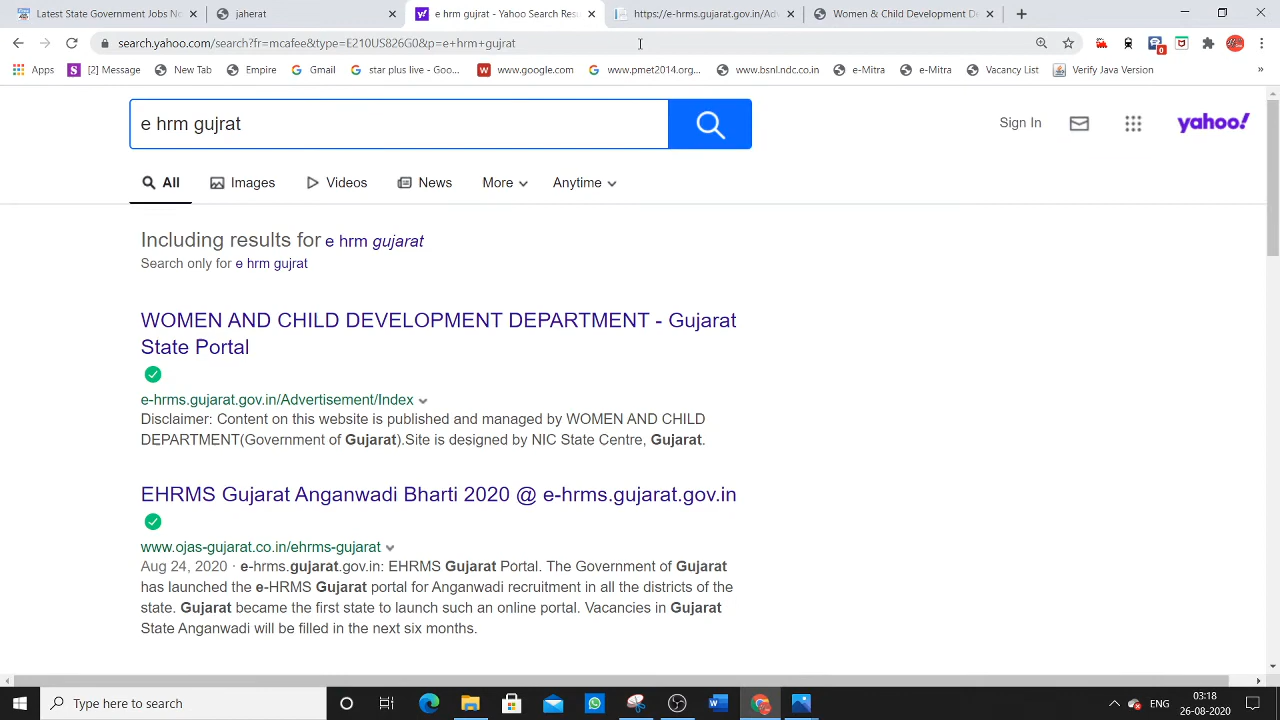 Latest State Government Jobs No
jaherat
e hrm gujrat - Yahoo Search Resu
https://e-hrms.gujarat.gov.in/Adv
Women & Child Development De
search.yahoo.com/search?fr=mcafee&type=E210US826G0&p=e+hrm+gujrat
Apps
[2] Message
New Tab
Empire
Gmail
star plus live - Goo...
www.google.com
www.pmet2014.org...
www.bsnl.ndc.co.in
e-Mitra
e-Mitra
Vacancy List
Verify Java Version
»
e hrm gujrat
Sign In
yahoo!
All
Images
Videos
News
More
Anytime
Including results for e hrm gujarat
Search only for e hrm gujrat
WOMEN AND CHILD DEVELOPMENT DEPARTMENT - Gujarat
State Portal
e-hrms.gujarat.gov.in/Advertisement/Index
Disclaimer: Content on this website is published and managed by WOMEN AND CHILD
DEPARTMENT(Government of Gujarat).Site is designed by NIC State Centre, Gujarat.
EHRMS Gujarat Anganwadi Bharti 2020 @ e-hrms.gujarat.gov.in
www.ojas-gujarat.co.in/ehrms-gujarat
Aug 24, 2020 · e-hrms.gujarat.gov.in: EHRMS Gujarat Portal. The Government of Gujarat
has launched the e-HRMS Gujarat portal for Anganwadi recruitment in all the districts of the
state. Gujarat became the first state to launch such an online portal. Vacancies in Gujarat
State Anganwadi will be filled in the next six months.
Type here to search
ENG
03:18
26-08-2020